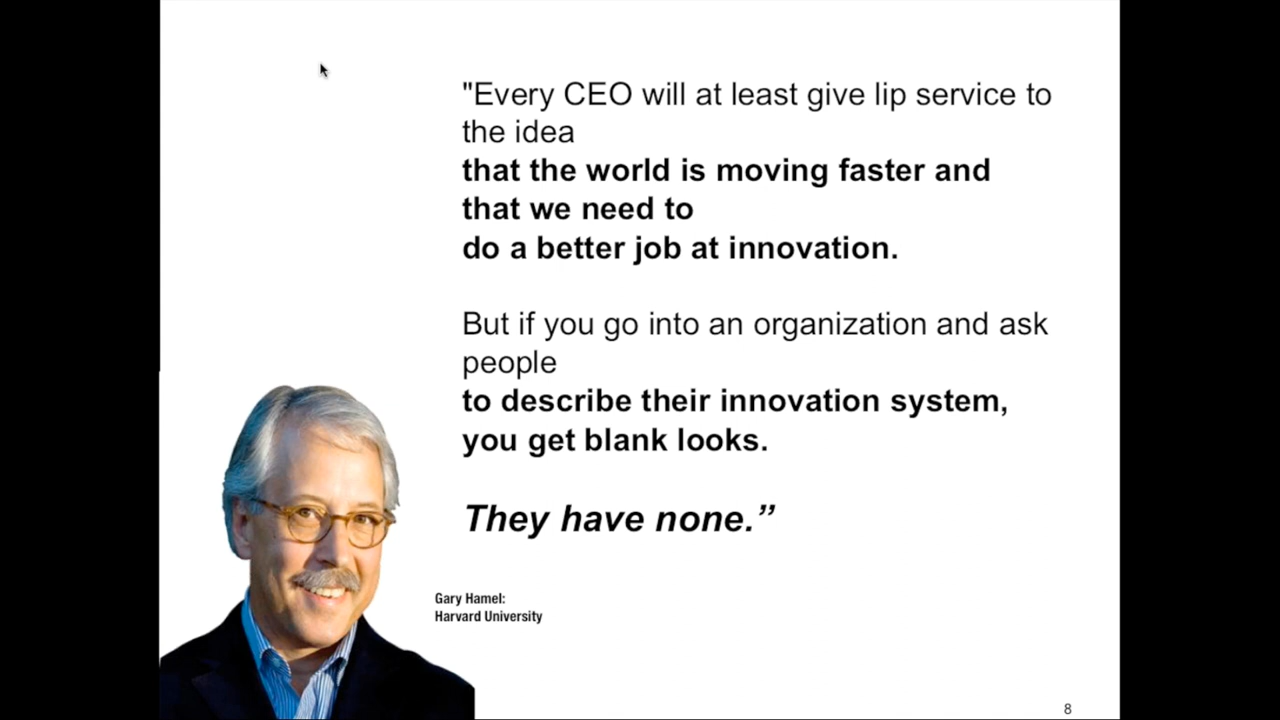 "Every CEO will at least give lip service to
the idea
that the world is moving faster and
that we need to
do a better job at innovation.
But if you go into an organization and ask
people
to describe their innovation system,
you get blank looks.
They have none.”
Gary Hamel:
Harvard University
8